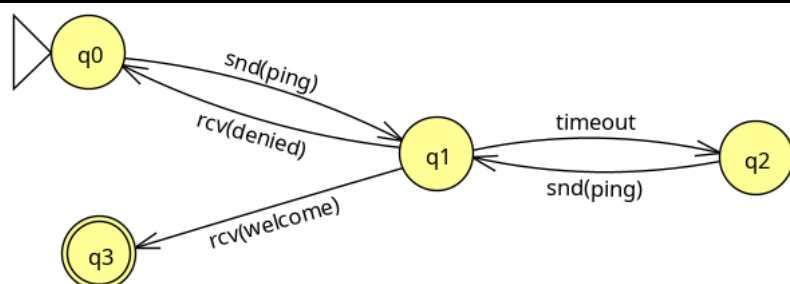 q0
snd(ping)
rcv(denied)
q1
timeout
snd(ping)
q2
rcv(welcome)
q3